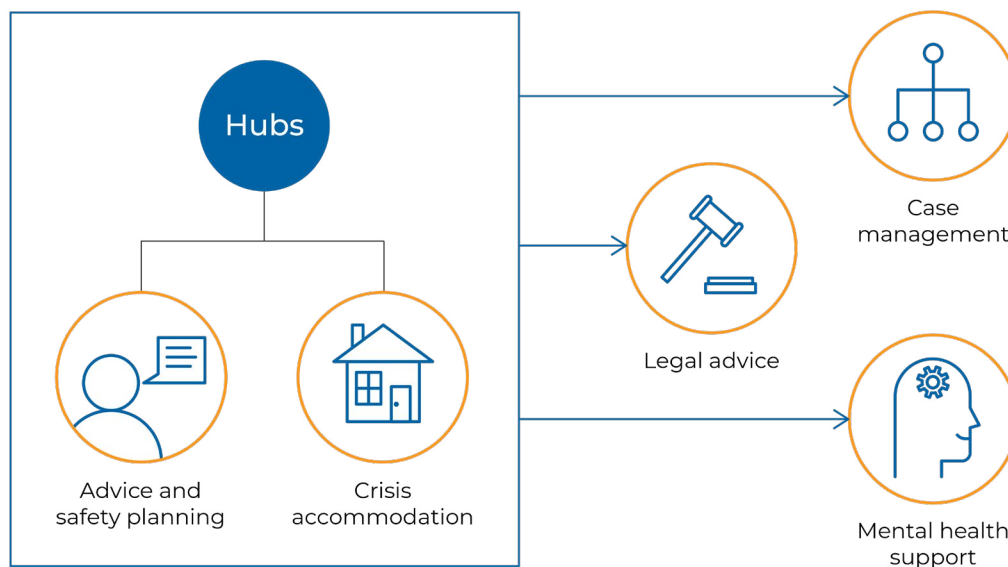 Hubs
Advice and
safety planning
Crisis
accommodation
Legal advice
Case
management
Mental health
support